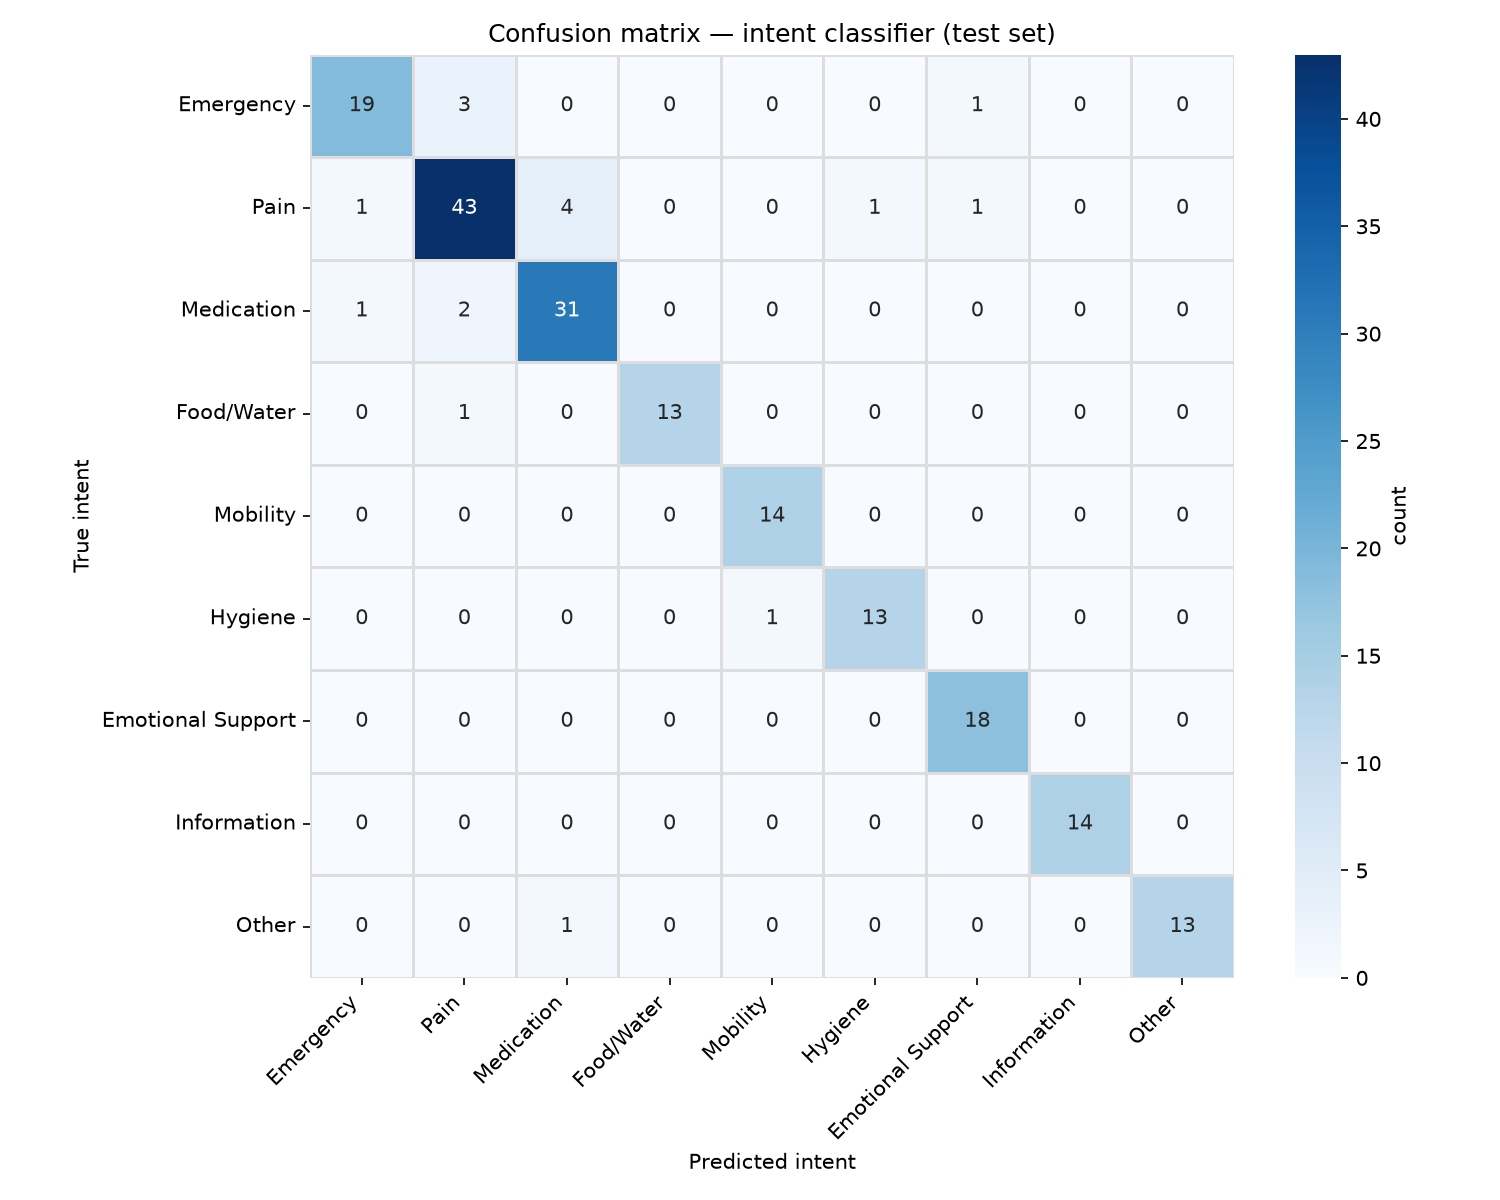 Confusion matrix — intent classifier (test set)
Emergency 19 3 0 0 0 0 1 0 0
Pain 1 43 4 0 0 1 1 0 0
Medication 1 2 31 0 0 0 0 0 0
Food/Water 0 1 0 13 0 0 0 0 0
Mobility 0 0 0 0 14 0 0 0 0
Hygiene 0 0 0 0 1 13 0 0 0
Emotional Support 0 0 0 0 0 0 18 0 0
Information 0 0 0 0 0 0 0 14 0
Other 0 0 1 0 0 0 0 0 13
True intent
Emergency Pain Medication Food/Water Mobility Hygiene Emotional Support Information Other
Predicted intent
40
35
30
25
20
15
10
5
0
count